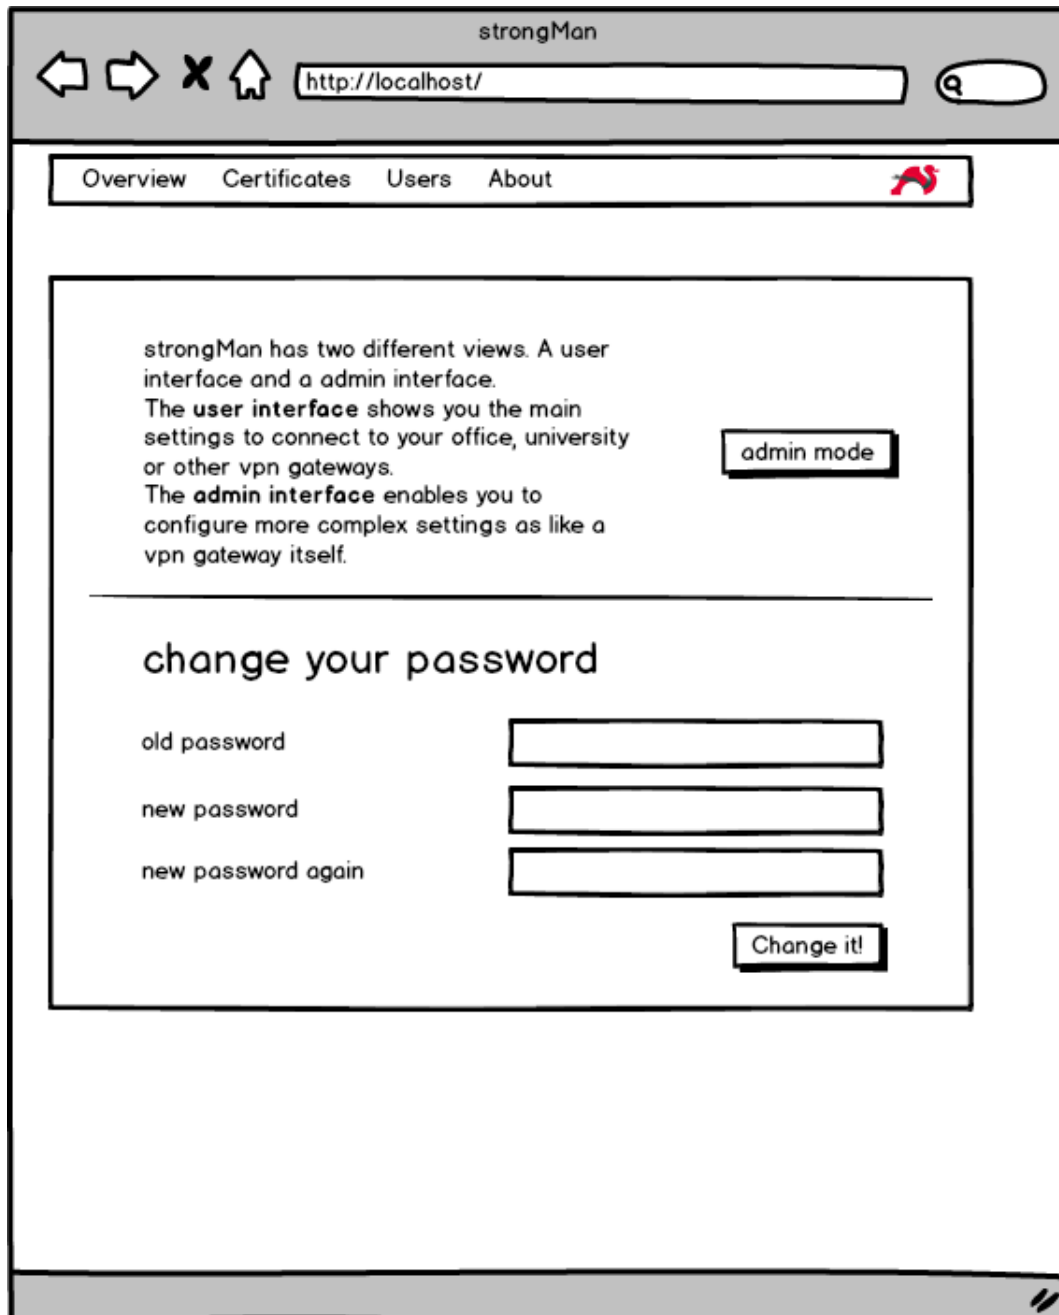 strongMan
http://localhost/
Overview Certificates Users About
strongMan has two different views. A user
interface and a admin interface.
The user interface shows you the main
settings to connect to your office, university
or other vpn gateways.
The admin interface enables you to
configure more complex settings as like a
vpn gateway itself.
admin mode
change your password
old password
new password
new password again
Change it!